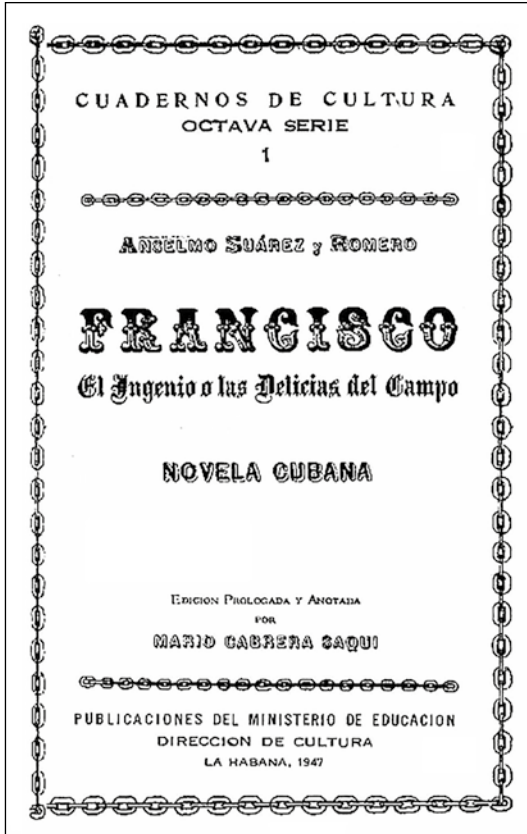 CUADERNOS DE CULTURA
OCTAVA SERIE
1
ANSELMO SUÁREZ y ROMERO
FRANCISCO
El Ingenio o las Delicias del Campo
NOVELA CUBANA
EDICION PROLOGADA Y ANOTADA
POR
MARIO CABRERA SAQUI
PUBLICACIONES DEL MINISTERIO DE EDUCACION
DIRECCION DE CULTURA
LA HABANA, 1947